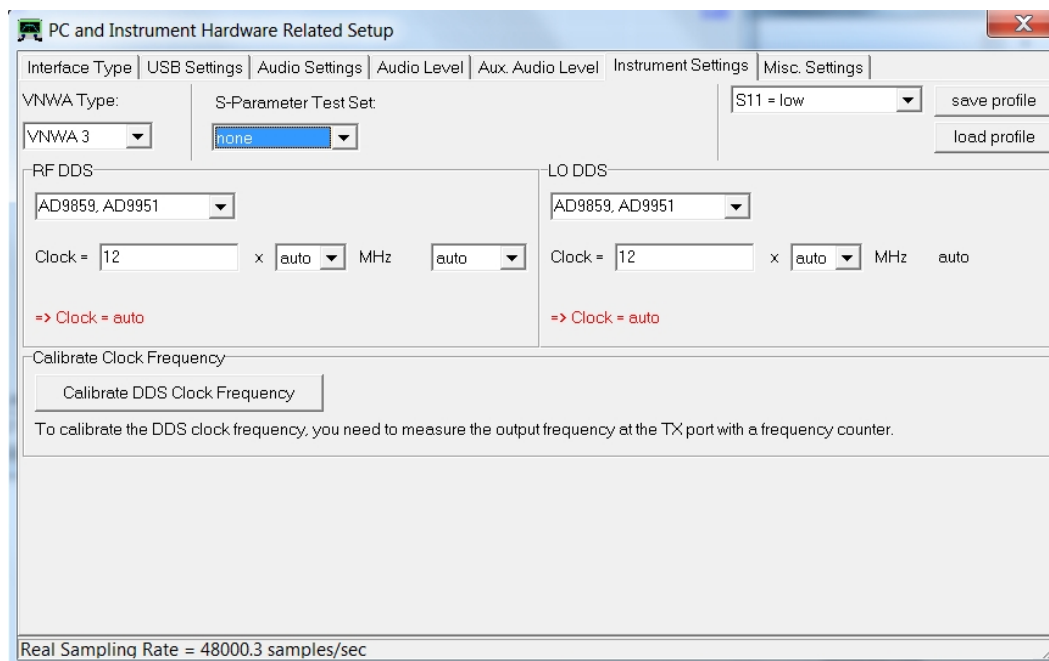 PC and Instrument Hardware Related Setup
X
Interface Type USB Settings Audio Settings Audio Level Aux. Audio Level Instrument Settings Misc. Settings
VNWA Type: S-Parameter Test Set: S11 = low save profile
VNWA 3 none load profile
RF DDS LO DDS
AD9859, AD9951 AD9859, AD9951
Clock = 12 x auto MHz auto Clock = 12 x auto MHz auto
=> Clock = auto => Clock = auto
Calibrate Clock Frequency
Calibrate DDS Clock Frequency
To calibrate the DDS clock frequency, you need to measure the output frequency at the TX port with a frequency counter.
Real Sampling Rate = 48000.3 samples/sec